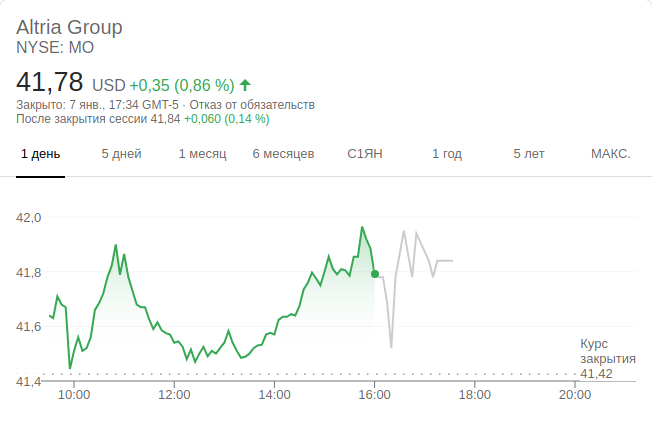 Altria Group
NYSE: MO
41,78 USD +0,35 (0,86 %)
Закрыто: 7 янв., 17:34 GMT-5 · Отказ от обязательств
После закрытия сессии 41,84 +0,060 (0,14 %)
1 день 5 дней 1 месяц 6 месяцев С1ЯН 1 год 5 лет МАКС.
42,0
41,8
41,6
Курс
закрытия
41,42
41,4
10:00 12:00 14:00 16:00 18:00 20:00